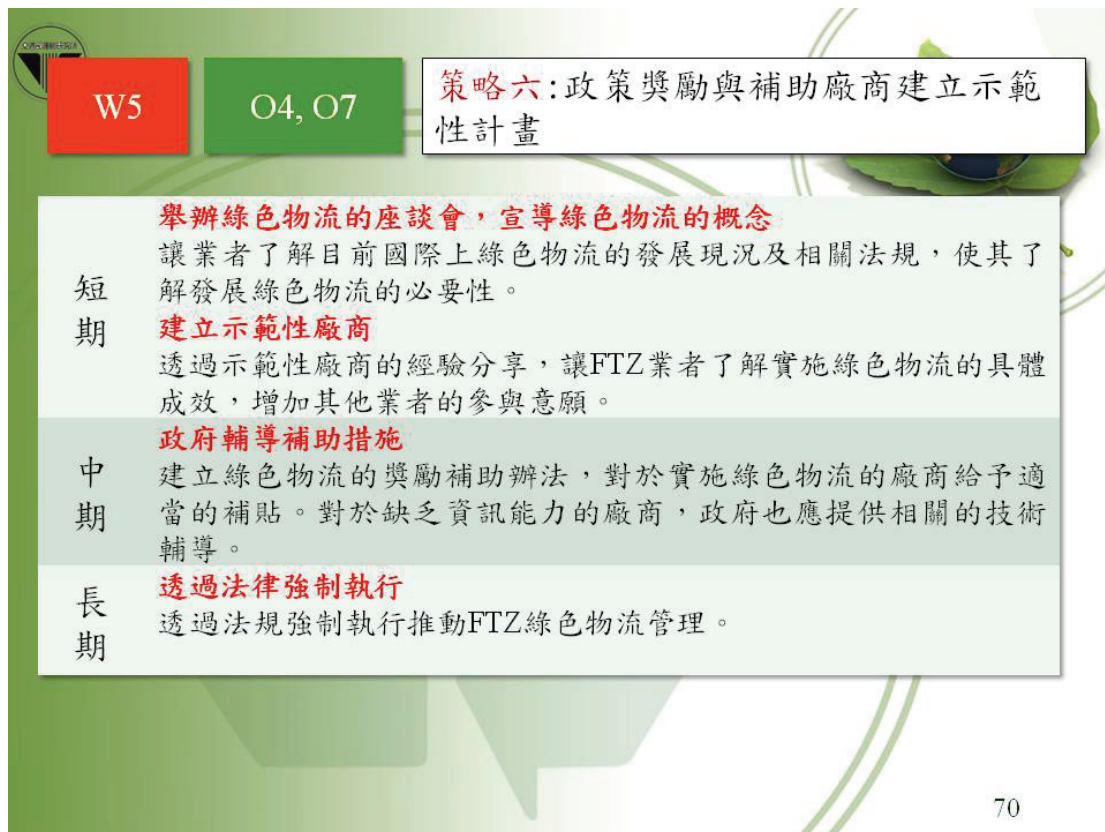 W5
O4, O7
策略六:政策獎勵與補助廠商建立示範
性計畫
舉辦綠色物流的座談會，宣導綠色物流的概念
讓業者了解目前國際上綠色物流的發展現況及相關法規，使其了
解發展綠色物流的必要性。
短
期
建立示範性廠商
透過示範性廠商的經驗分享，讓FTZ業者了解實施綠色物流的具體
成效，增加其他業者的參與意願。
政府輔導補助措施
中
期
建立綠色物流的獎勵補助辦法，對於實施綠色物流的廠商給予適
當的補貼。對於缺乏資訊能力的廠商，政府也應提供相關的技術
輔導。
長
期
透過法律強制執行
透過法規強制執行推動FTZ綠色物流管理。
70